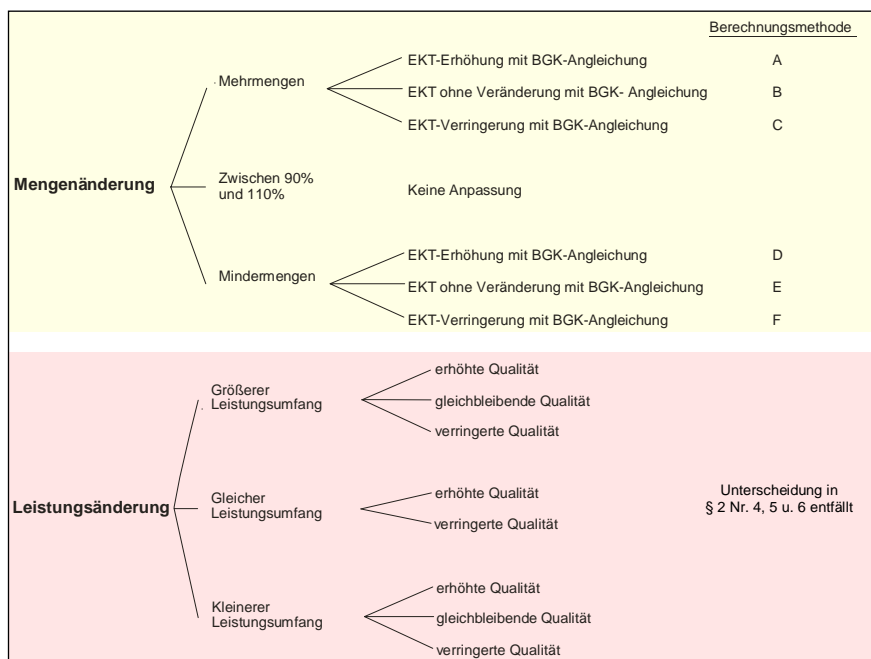 Berechnungsmethode
Mehrmengen
EKT-Erhöhung mit BGK-Angleichung A
EKT ohne Veränderung mit BGK- Angleichung B
EKT-Verringerung mit BGK-Angleichung C
Mengenänderung
Zwischen 90%
und 110%
Keine Anpassung
Mindermengen
EKT-Erhöhung mit BGK-Angleichung D
EKT ohne Veränderung mit BGK-Angleichung E
EKT-Verringerung mit BGK-Angleichung F
Leistungsänderung
Größerer
Leistungsumfang
erhöhte Qualität
gleichbleibende Qualität
verringerte Qualität
Gleicher
Leistungsumfang
erhöhte Qualität
verringerte Qualität
Unterscheidung in
§ 2 Nr. 4, 5 u. 6 entfällt
Kleinerer
Leistungsumfang
erhöhte Qualität
gleichbleibende Qualität
verringerte Qualität